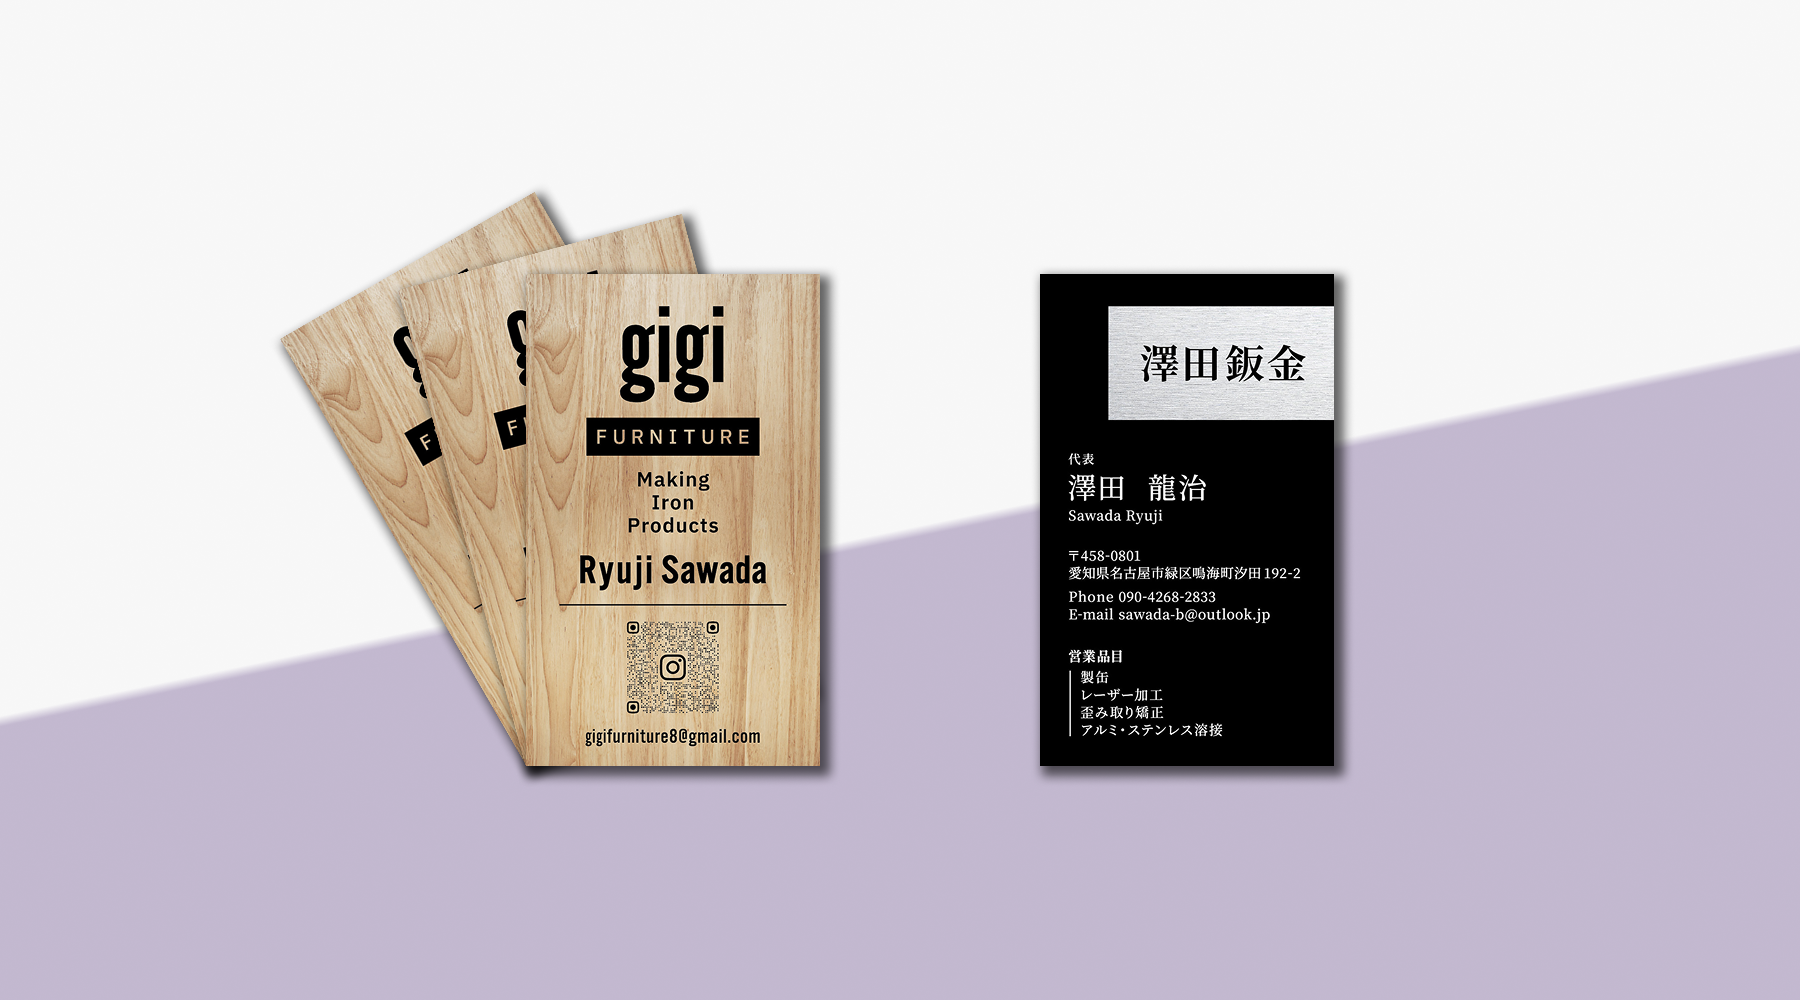 gigi
FURNITURE
Making
Iron
Products
Ryuji Sawada
gigifurniture8@gmail.com
澤田鈑金
代表
澤田 龍治
Sawada Ryuji
〒458-0801
愛知県名古屋市緑区鳴海町汐田192-2
Phone 090-4268-2833
E-mail sawada-b@outlook.jp
営業品目
製缶
レーザー加工
歪み取り矯正
アルミ・ステンレス溶接